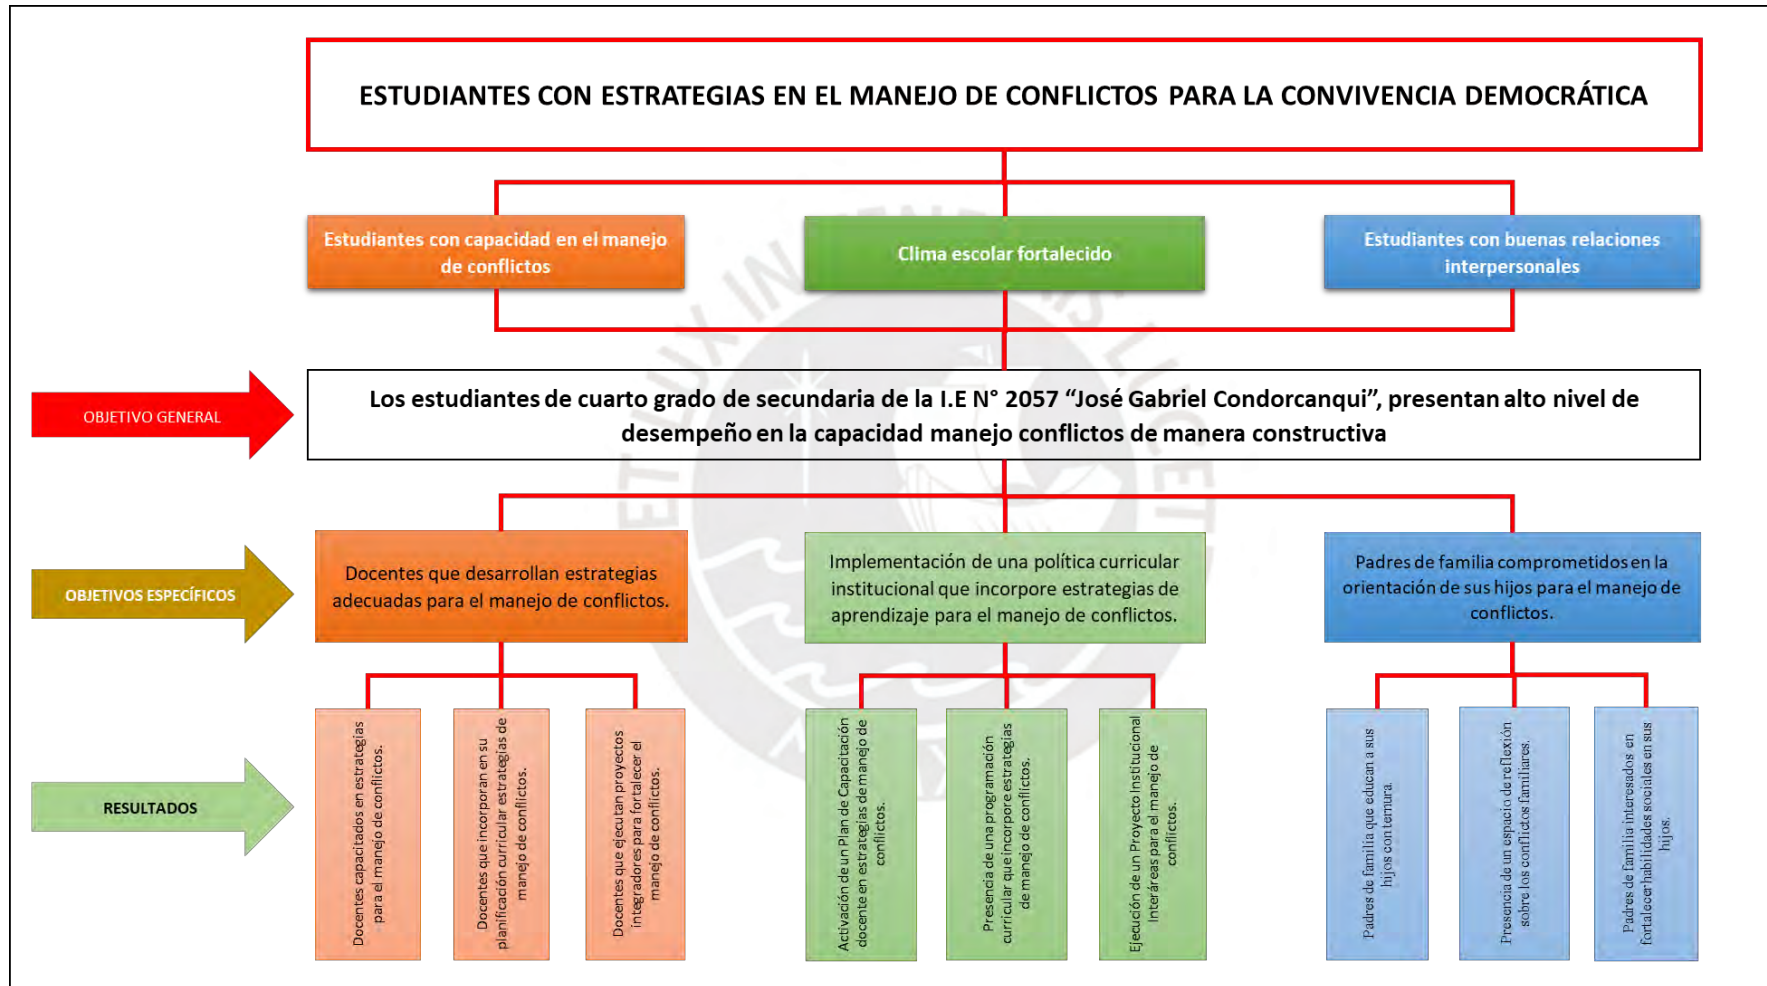 ESTUDIANTES CON ESTRATEGIAS EN EL MANEJO DE CONFLICTOS PARA LA CONVIVENCIA DEMOCRÁTICA
Estudiantes con capacidad en el manejo
de conflictos
Clima escolar fortalecido
Estudiantes con buenas relaciones
interpersonales
OBJETIVO GENERAL
Los estudiantes de cuarto grado de secundaria de la I.E N° 2057 “José Gabriel Condorcanqui”, presentan alto nivel de
desempeño en la capacidad manejo conflictos de manera constructiva
OBJETIVOS ESPECÍFICOS
Docentes que desarrollan estrategias
adecuadas para el manejo de conflictos.
Implementación de una política curricular
institucional que incorpore estrategias de
aprendizaje para el manejo de conflictos.
Padres de familia comprometidos en la
orientación de sus hijos para el manejo de
conflictos.
RESULTADOS
Docentes capacitados en estrategias
para el manejo de conflictos.
Docentes que incorporan en su
planificación curricular estrategias de
manejo de conflictos.
Docentes que ejecutan proyectos
integradores para fortalecer el
manejo de conflictos.
Activación de un Plan de Capacitación
docente en estrategias de manejo de
conflictos.
Presencia de una programación
curricular que incorpore estrategias
de manejo de conflictos.
Ejecución de un Proyecto Institucional
Interáreas para el manejo de
conflictos.
Padres de familia que educan a sus
hijos con ternura.
Presencia de un espacio de reflexión
sobre los conflictos familiares.
Padres de familia interesados en
fortalecer habilidades sociales en sus
hijos.
ET LUX IN
LUCET